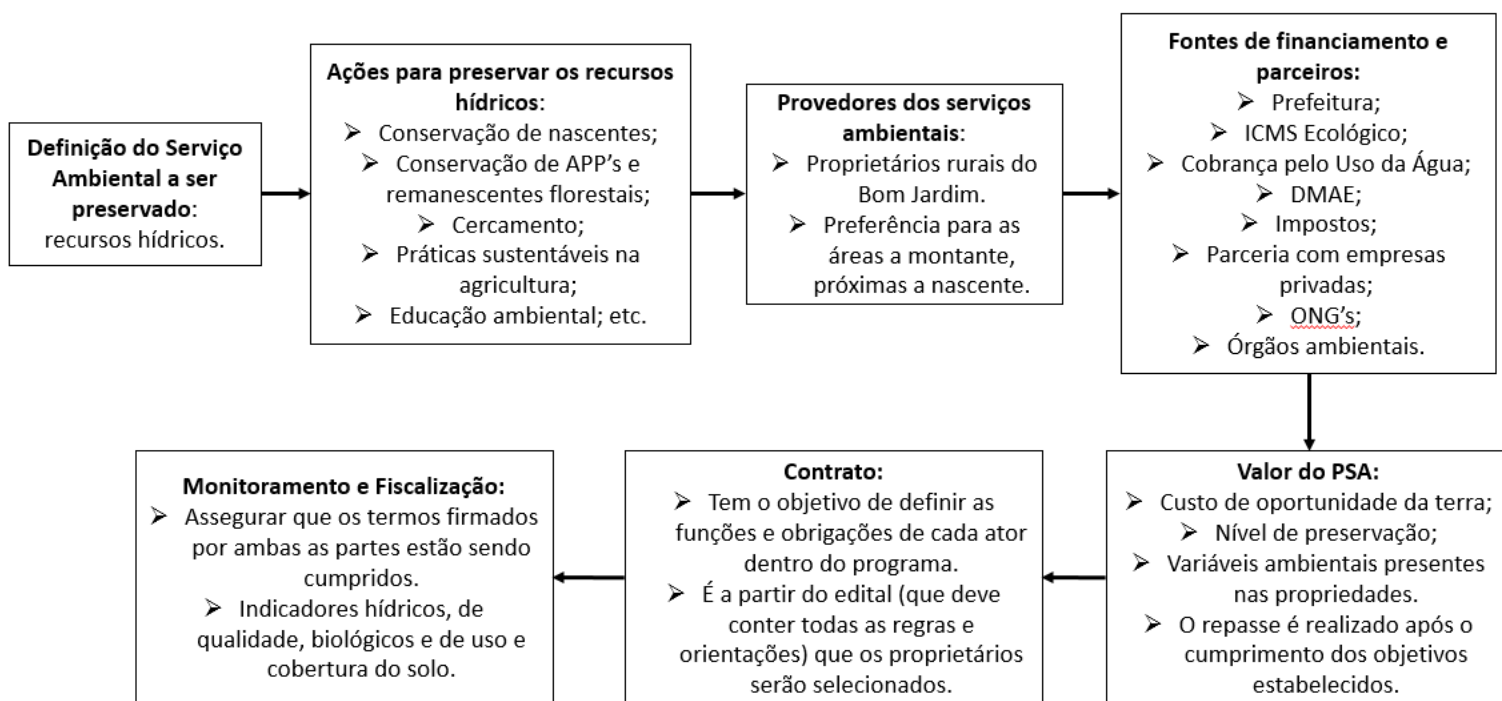 Definição do Serviço
Ambiental a ser
preservado:
recursos hídricos.
Ações para preservar os recursos
hídricos:
➢ Conservação de nascentes;
➢ Conservação de APP’s e
remanescentes florestais;
➢ Cercamento;
➢ Práticas sustentáveis na
agricultura;
➢ Educação ambiental; etc.
Provedores dos serviços
ambientais:
➢ Proprietários rurais do
Bom Jardim.
➢ Preferência para as
áreas a montante,
próximas a nascente.
Fontes de financiamento e
parceiros:
➢ Prefeitura;
➢ ICMS Ecológico;
➢ Cobrança pelo Uso da Água;
➢ DMAE;
➢ Impostos;
➢ Parceria com empresas
privadas;
➢ ONG’s;
➢ Órgãos ambientais.
Valor do PSA:
➢ Custo de oportunidade da terra;
➢ Nível de preservação;
➢ Variáveis ambientais presentes
nas propriedades.
➢ O repasse é realizado após o
cumprimento dos objetivos
estabelecidos.
Contrato:
➢ Tem o objetivo de definir as
funções e obrigações de cada ator
dentro do programa.
➢ É a partir do edital (que deve
conter todas as regras e
orientações) que os proprietários
serão selecionados.
Monitoramento e Fiscalização:
➢ Assegurar que os termos firmados
por ambas as partes estão sendo
cumpridos.
➢ Indicadores hídricos, de
qualidade, biológicos e de uso e
cobertura do solo.